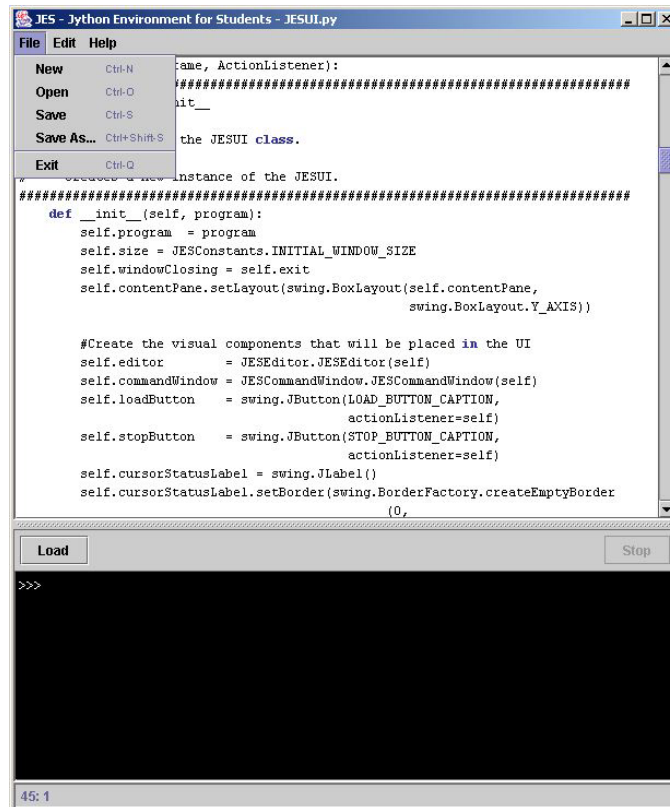 JES - Jython Environment for Students - JESUI.py
File Edit Help
New Ctrl-N
Open Ctrl-O
Save Ctrl-S
Save As... Ctrl+Shift-S
Exit Ctrl-Q
ame, ActionListener):
################################################################
it__
the JESUI class.
instance of the JESUI.
################################################################################
    def __init__(self, program):
        self.program  = program
        self.size = JESConstants.INITIAL_WINDOW_SIZE
        self.windowClosing = self.exit
        self.contentPane.setLayout(swing.BoxLayout(self.contentPane,
                                                   swing.BoxLayout.Y_AXIS))
        #Create the visual components that will be placed in the UI
        self.editor        = JESEditor.JESEditor(self)
        self.commandWindow = JESCommandWindow.JESCommandWindow(self)
        self.loadButton    = swing.JButton(LOAD_BUTTON_CAPTION,
                                           actionListener=self)
        self.stopButton    = swing.JButton(STOP_BUTTON_CAPTION,
                                           actionListener=self)
        self.cursorStatusLabel = swing.JLabel()
        self.cursorStatusLabel.setBorder(swing.BorderFactory.createEmptyBorder
                                                (0,
Load Stop
>>>
45: 1